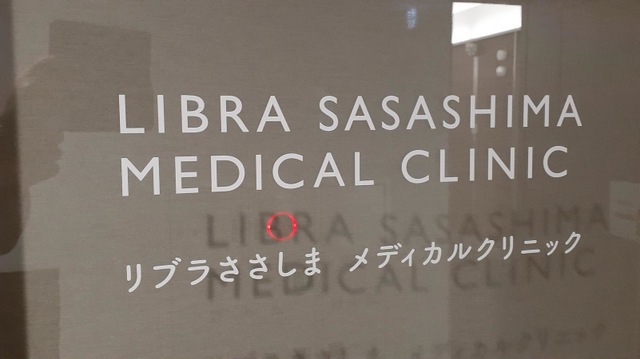 LIBRA SASASHIMA
MEDICAL CLINIC
リブラささしま メディカルクリニック